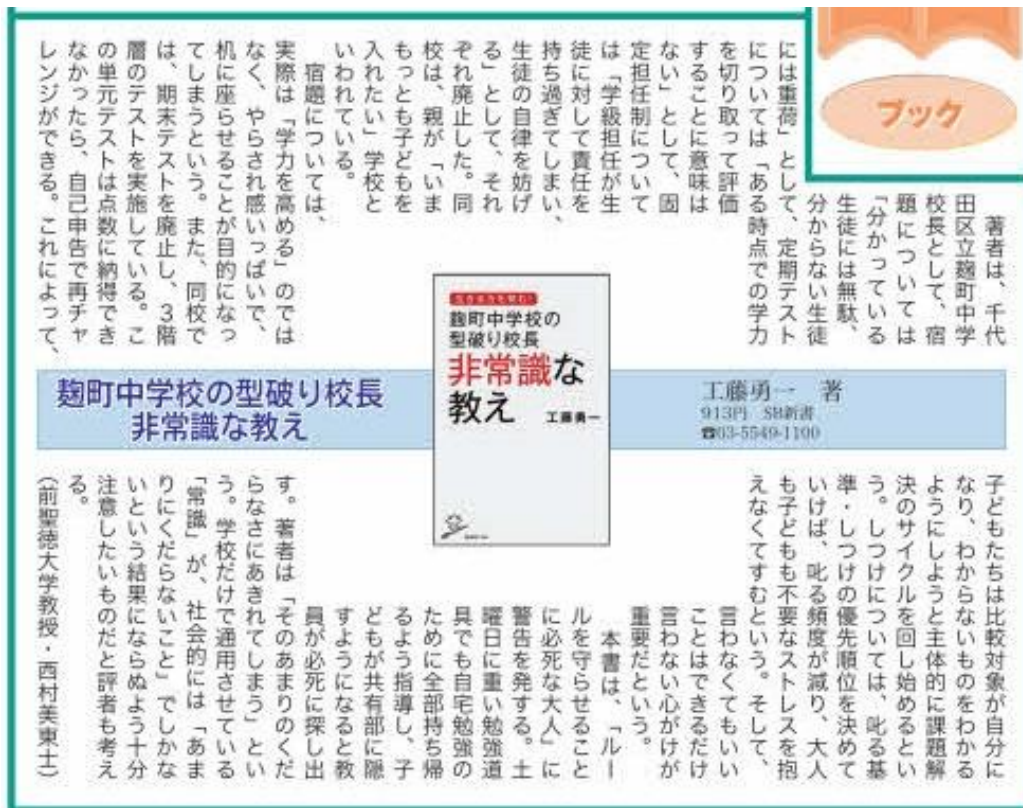 ブック
著者は、千代
田区立麹町中学
校長として、宿
題については
「分かっている
生徒には無駄、
分からない生徒
には重荷」として、定期テスト
については「ある時点での学力
を切り取って評価
することに意味は
ない」として、固
定担任制について
は「学級担任が生
徒に対して責任を
持ち過ぎてしまい、
生徒の自律を妨げ
る」として、それ
ぞれ廃止した。同
校は、親が「いま
もっとも子どもを
入れたい」学校と
いわれている。
宿題については、
実際は「学力を高める」のでは
なく、やらされ感いっぱいで、
机に座らせることが目的になっ
てしまうという。また、同校で
は、期末テストを廃止し、３階
層のテストを実施している。こ
の単元テストは点数に納得でき
なかったら、自己申告で再チャ
レンジができる。これによって、
麹町中学校の型破り校長
非常識な教え
麹町中学校の
型破り校長
非常識な
教え
工藤勇一
工藤勇一　著
913円　SB新書
☎03-5549-1100
子どもたちは比較対象が自分に
なり、わからないものをわかる
ようにしようと主体的に課題解
決のサイクルを回し始めるとい
う。しつけについては、叱る基
準・しつけの優先順位を決めて
いけば、叱る頻度が減り、大人
も子どもも不要なストレスを抱
えなくてすむという。そして、
言わなくてもいい
ことはできるだけ
言わない心がけが
重要だという。
本書は、「ルー
ルを守らせること
に必死な大人」に
警告を発する。土
曜日に重い勉強道
具でも自宅勉強の
ために全部持ち帰
るよう指導し、子
どもが共有部に隠
すようになると教
員が必死に探し出
す。著者は「そのあまりのくだ
らなさにあきれてしまう」とい
う。学校だけで通用させている
「常識」が、社会的には「あま
りにくだらないこと」でしかな
いという結果にならぬよう十分
注意したいものだと評者も考え
る。
（前聖徳大学教授・西村美東士）